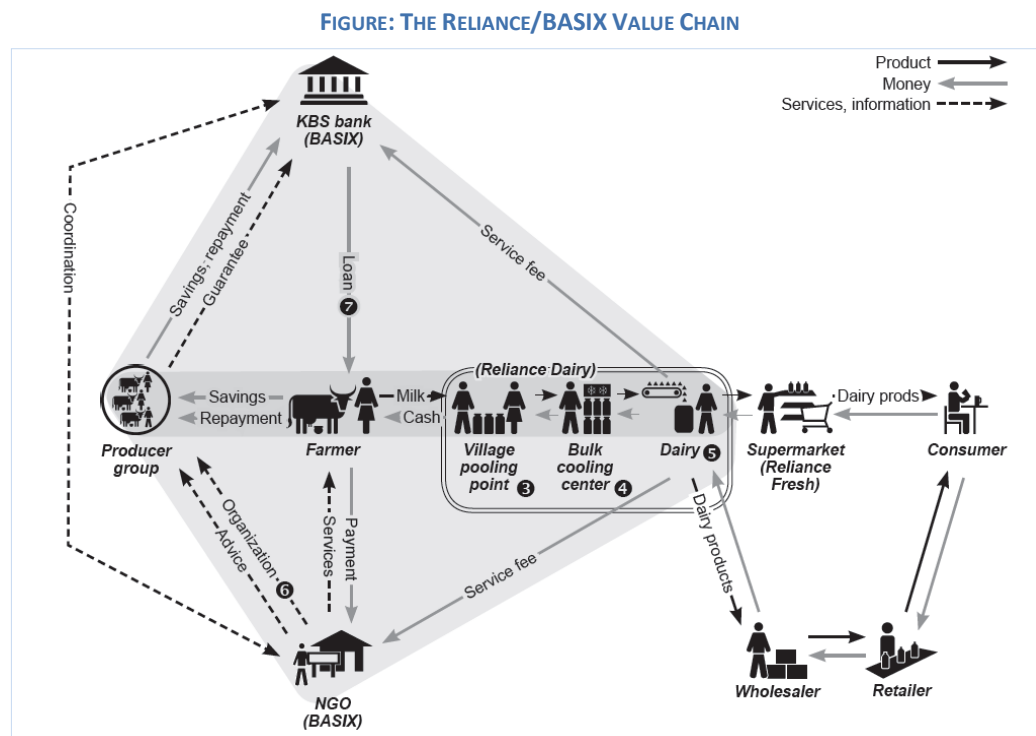 FIGURE: THE RELIANCE/BASIX VALUE CHAIN
Product
Money
Services, information
KBS bank
(BASIX)
Coordination
Savings, repayment
Guarantee
Loan
7
Service fee
(Reliance Dairy)
Savings
Repayment
Milk
Cash
Dairy prods
Producer
group
Farmer
Village
pooling
point 3
Bulk
cooling
center 4
Dairy 5
Supermarket
(Reliance
Fresh)
Consumer
Organization 6
Advice
Services
Payment
Service fee
Dairy products
NGO
(BASIX)
Wholesaler
Retailer